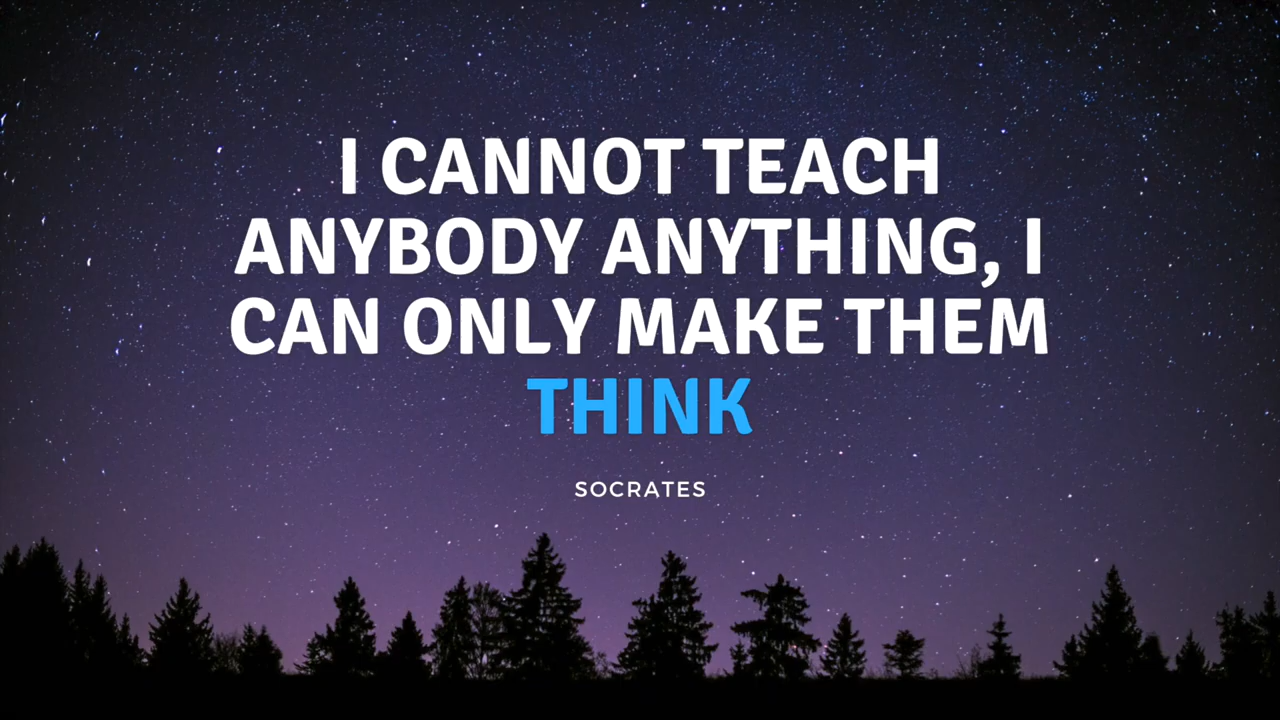 I CANNOT TEACH
ANYBODY ANYTHING, I
CAN ONLY MAKE THEM
THINK
SOCRATES